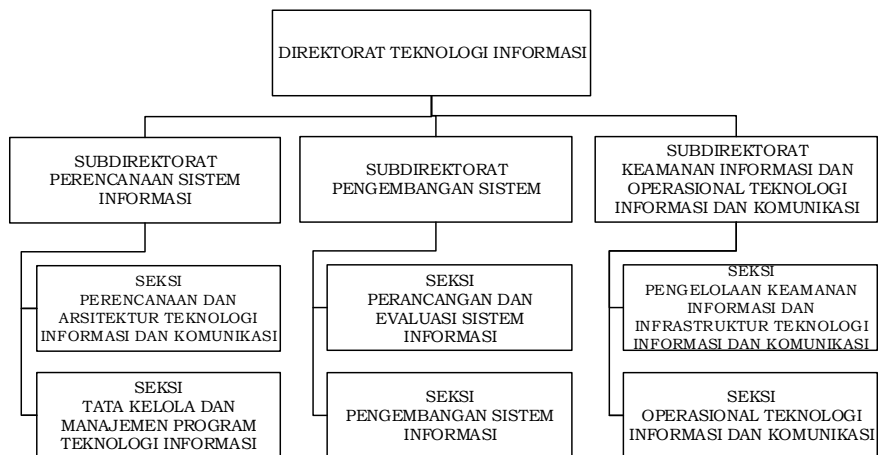 DIREKTORAT TEKNOLOGI INFORMASI
SUBDIREKTORAT
PERENCANAAN SISTEM
INFORMASI
SUBDIREKTORAT
PENGEMBANGAN SISTEM
SUBDIREKTORAT
KEAMANAN INFORMASI DAN
OPERASIONAL TEKNOLOGI
INFORMASI DAN KOMUNIKASI
SEKSI
PERENCANAAN DAN
ARSITEKTUR TEKNOLOGI
INFORMASI DAN KOMUNIKASI
SEKSI
PERANCANGAN DAN
EVALUASI SISTEM
INFORMASI
SEKSI
PENGELOLAAN KEAMANAN
INFORMASI DAN
INFRASTRUKTUR TEKNOLOGI
INFORMASI DAN KOMUNIKASI
SEKSI
TATA KELOLA DAN
MANAJEMEN PROGRAM
TEKNOLOGI INFORMASI
SEKSI
PENGEMBANGAN SISTEM
INFORMASI
SEKSI
OPERASIONAL TEKNOLOGI
INFORMASI DAN KOMUNIKASI